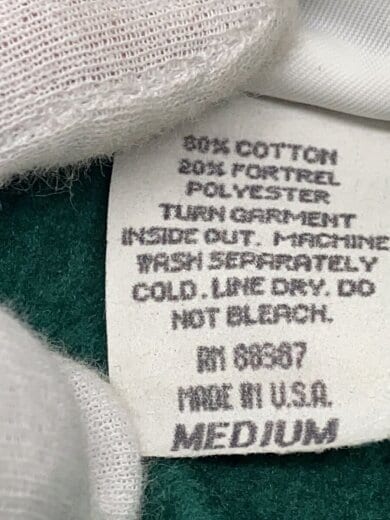 80% COTTON
20% FORTREL
POLYESTER
TURN GARMENT
INSIDE OUT. MACHINE
WASH SEPARATELY
COLD. LINE DRY. DO
NOT BLEACH.
RN
MADE IN U.S.A.
MEDIUM